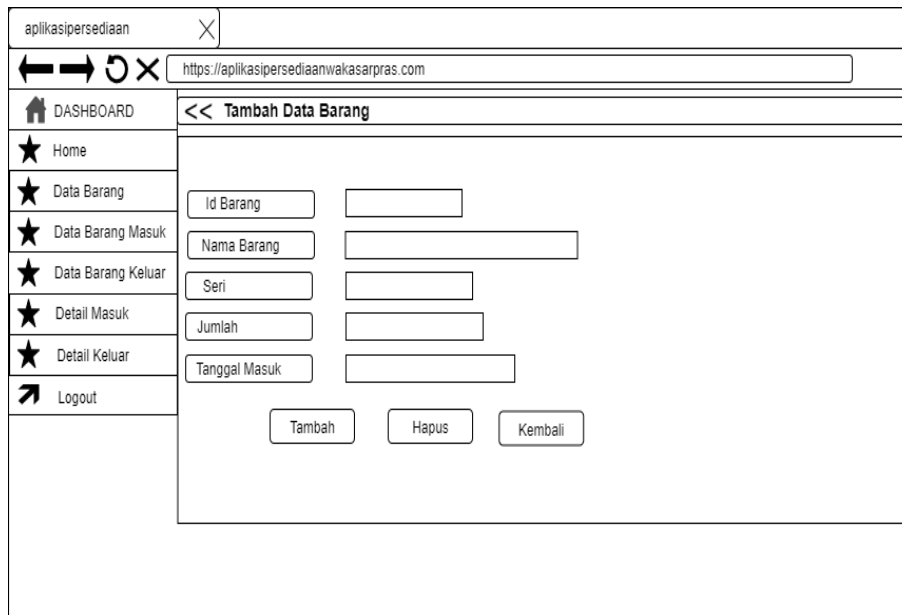 aplikasipersediaan
https://aplikasipersediaanwakasarpras.com
DASHBOARD
<< Tambah Data Barang
Home
Data Barang
Data Barang Masuk
Data Barang Keluar
Detail Masuk
Detail Keluar
Logout
Id Barang
Nama Barang
Seri
Jumlah
Tanggal Masuk
Tambah Hapus Kembali